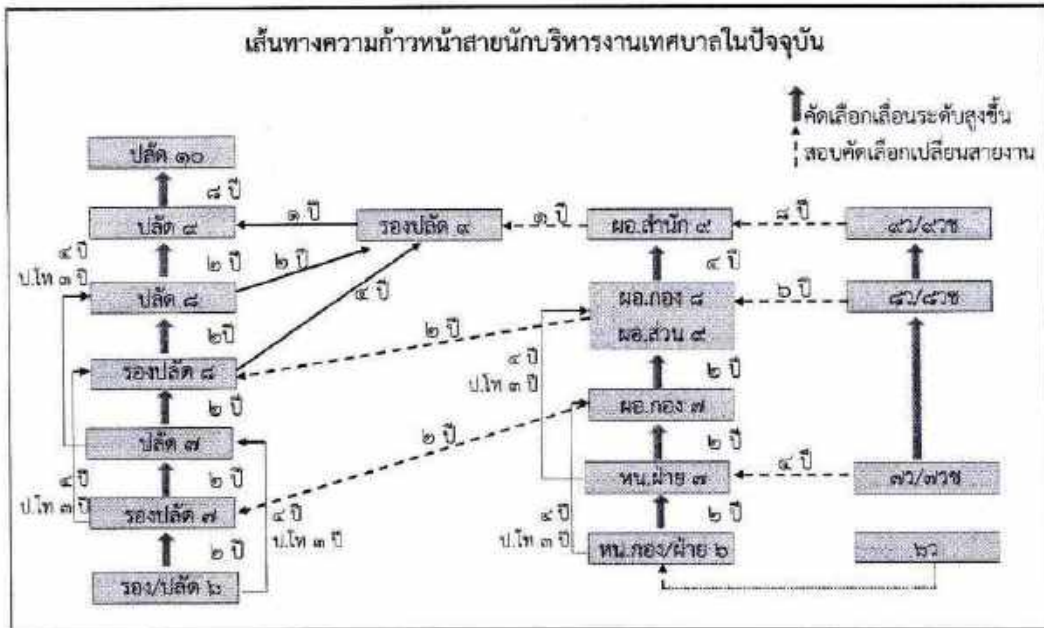 เส้นทางความก้าวหน้าสายนักบริหารงานเทศบาลในปัจจุบัน
คัดเลือกเลื่อนระดับสูงขึ้น
สอบคัดเลือกเปลี่ยนสายงาน
ปลัด ๑๐
๘ ปี
ปลัด ๙
๑ ปี
รองปลัด ๙
๑ ปี
ผอ.สำนัก ๙
๘ ปี
๙ว/๙วช
๔ ปี
ป.โท ๓ ปี
๒ ปี
๒ ปี
๔ ปี
๔ ปี
ปลัด ๘
ผอ.กอง ๘
ผอ.ส่วน ๙
๖ ปี
๘ว/๘วช
๒ปี
๒ ปี
๔ ปี
ป.โท ๓ ปี
๒ ปี
รองปลัด ๘
ผอ.กอง ๗
๒ ปี
๒ ปี
๒ ปี
ปลัด ๗
หน.ฝ่าย ๗
๔ ปี
๗ว/๗วช
๔ ปี
ป.โท ๓ ปี
๒ ปี
๒ ปี
รองปลัด ๗
๔ ปี
ป.โท ๓ ปี
๔ ปี
ป.โท ๓ ปี
หน.กอง/ฝ่าย ๖
๖ว
๒ ปี
รอง/ปลัด ๖